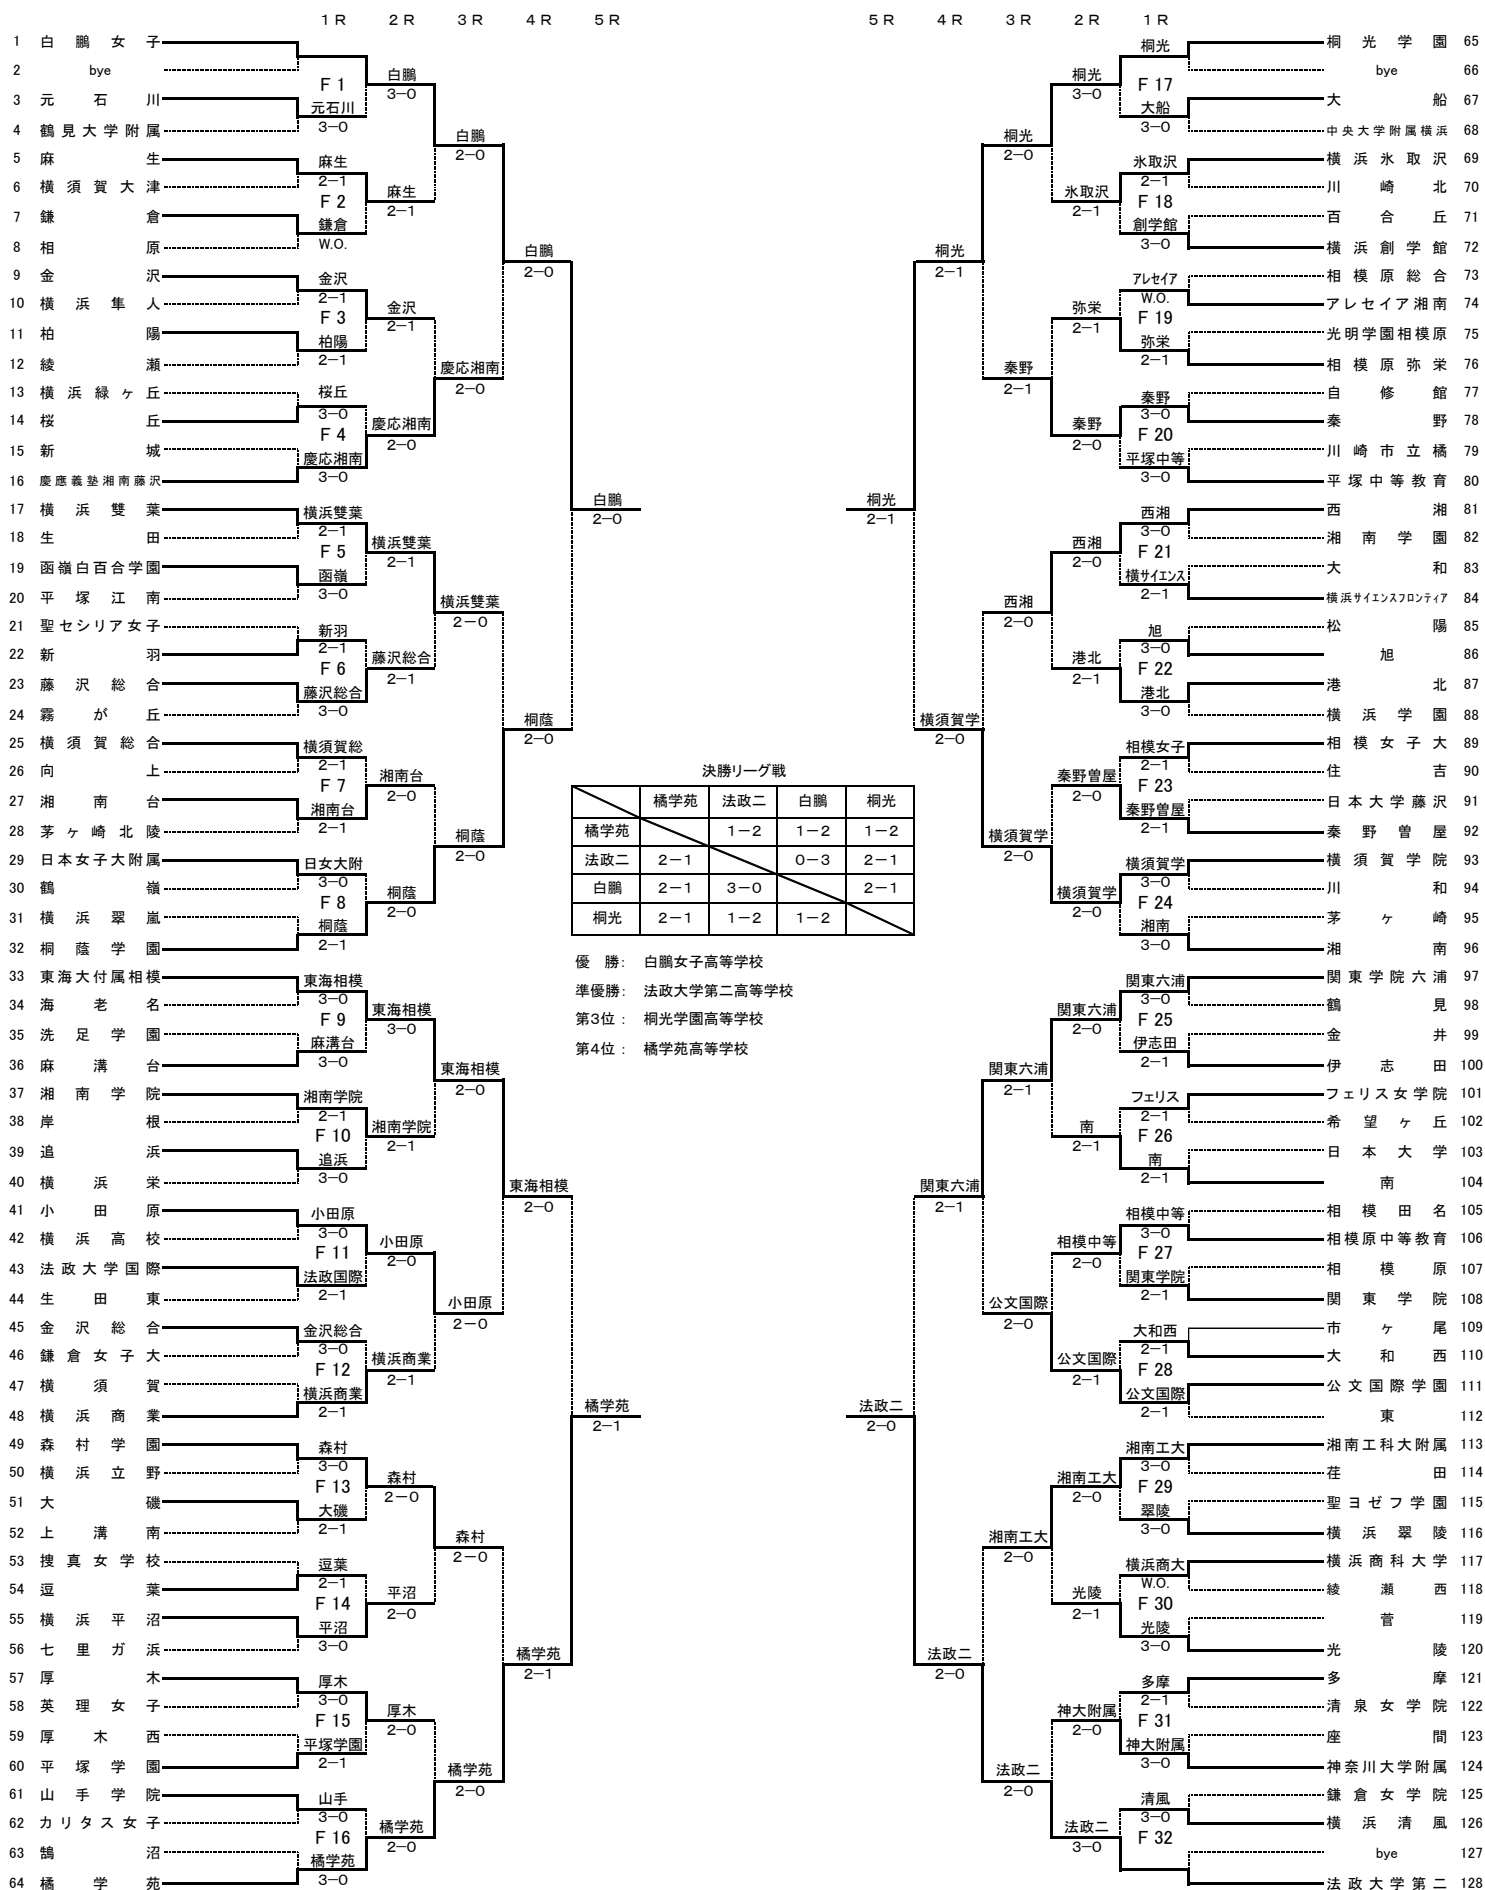 1R 2R 3R 4R 5R
1 白鵬女子
2 bye
3 元石川
4 鶴見大学附属
5 麻生
6 横須賀大津
7 鎌倉
8 相原
9 金沢
10 横浜隼人
11 柏陽
12 綾瀬
13 横浜緑ヶ丘
14 桜丘
15 新城
16 慶應義塾湘南藤沢
17 横浜雙葉
18 生田
19 函嶺白百合学園
20 平塚江南
21 聖セシリア女子
22 新羽
23 藤沢総合
24 霧が丘
25 横須賀総合
26 向上
27 湘南台
28 茅ヶ崎北陵
29 日本女子大附属
30 鶴嶺
31 横浜翠嵐
32 桐蔭学園
33 東海大付属相模
34 海老名
35 洗足学園
36 麻溝台
37 湘南学院
38 岸根
39 追浜
40 横浜栄
41 小田原
42 横浜高校
43 法政大学国際
44 生田東
45 金沢総合
46 鎌倉女子大
47 横須賀
48 横浜商業
49 森村学園
50 横浜立野
51 大磯
52 上溝南
53 捜真女学校
54 逗葉
55 横浜平沼
56 七里ガ浜
57 厚木
58 英理女子
59 厚木西
60 平塚学園
61 山手学院
62 カリタス女子
63 鵠沼
64 橘学苑
F 1
元石川
3-0
麻生
2-1
F 2
鎌倉
W.O.
金沢
2-1
F 3
柏陽
2-1
桜丘
3-0
F 4
慶応湘南
3-0
横浜雙葉
2-1
F 5
函嶺
3-0
新羽
2-1
F 6
藤沢総合
3-0
横須賀総
2-1
F 7
湘南台
2-1
日女大附
3-0
F 8
桐蔭
2-1
東海相模
3-0
F 9
麻溝台
3-0
湘南学院
2-1
F 10
追浜
3-0
小田原
3-0
F 11
法政国際
2-1
金沢総合
3-0
F 12
横浜商業
2-1
森村
3-0
F 13
大磯
2-1
逗葉
2-1
F 14
平沼
3-0
厚木
3-0
F 15
平塚学園
2-1
山手
3-0
F 16
橘学苑
3-0
白鵬
3-0
麻生
2-1
金沢
2-1
慶応湘南
2-0
横浜雙葉
2-1
藤沢総合
2-1
湘南台
2-0
桐蔭
2-0
東海相模
3-0
湘南学院
2-1
小田原
2-0
横浜商業
2-1
森村
2-0
平沼
2-0
厚木
2-0
橘学苑
2-0
白鵬
2-0
慶応湘南
2-0
横浜雙葉
2-0
桐蔭
2-0
東海相模
2-0
小田原
2-0
森村
2-0
橘学苑
2-0
白鵬
2-0
桐蔭
2-0
東海相模
2-0
橘学苑
2-1
白鵬
2-0
橘学苑
2-1
決勝リーグ戦
橘学苑 法政二 白鵬 桐光
橘学苑 1-2 1-2 1-2
法政二 2-1 0-3 2-1
白鵬 2-1 3-0 2-1
桐光 2-1 1-2 1-2
優 勝: 白鵬女子高等学校
準優勝: 法政大学第二高等学校
第3位: 桐光学園高等学校
第4位: 橘学苑高等学校
5R 4R 3R 2R 1R
桐光
2-1
法政二
2-0
桐光
2-1
横須賀学
2-0
関東六浦
2-1
法政二
2-0
桐光
2-0
秦野
2-1
西湘
2-0
横須賀学
2-0
関東六浦
2-1
公文国際
2-0
湘南工大
2-0
法政二
2-0
桐光
3-0
氷取沢
2-1
弥栄
2-1
秦野
2-0
西湘
2-0
港北
2-1
秦野曽屋
2-0
横須賀学
2-0
関東六浦
2-0
南
2-1
相模中等
2-0
公文国際
2-1
湘南工大
2-0
光陵
2-1
神大附属
2-0
法政二
3-0
桐光
F 17
大船
3-0
氷取沢
2-1
F 18
創学館
3-0
アレセイア
W.O.
F 19
弥栄
2-1
秦野
3-0
F 20
平塚中等
3-0
西湘
3-0
F 21
横サイエンス
2-1
旭
3-0
F 22
港北
3-0
相模女子
2-1
F 23
秦野曽屋
2-1
横須賀学
3-0
F 24
湘南
3-0
関東六浦
3-0
F 25
伊志田
2-1
フェリス
2-1
F 26
南
2-1
相模中等
3-0
F 27
関東学院
2-1
大和西
2-1
F 28
公文国際
2-1
湘南工大
3-0
F 29
翠陵
3-0
横浜商大
W.O.
F 30
光陵
3-0
多摩
2-1
F 31
神大附属
3-0
清風
3-0
F 32
桐光学園 65
bye 66
大船 67
中央大学附属横浜 68
横浜氷取沢 69
川崎北 70
百合丘 71
横浜創学館 72
相模原総合 73
アレセイア湘南 74
光明学園相模原 75
相模原弥栄 76
自修館 77
秦野 78
川崎市立橘 79
平塚中等教育 80
西湘 81
湘南学園 82
大和 83
横浜サイエンスフロンティア 84
松陽 85
旭 86
港北 87
横浜学園 88
相模女子大 89
住吉 90
日本大学藤沢 91
秦野曽屋 92
横須賀学院 93
川和 94
茅ヶ崎 95
湘南 96
関東学院六浦 97
鶴見 98
金井 99
伊志田 100
フェリス女学院 101
希望ヶ丘 102
日本大学 103
南 104
相模田名 105
相模原中等教育 106
相模原 107
関東学院 108
市ヶ尾 109
大和西 110
公文国際学園 111
東 112
湘南工科大附属 113
荏田 114
聖ヨゼフ学園 115
横浜翠陵 116
横浜商科大学 117
綾瀬西 118
菅 119
光陵 120
多摩 121
清泉女学院 122
座間 123
神奈川大学附属 124
鎌倉女学院 125
横浜清風 126
bye 127
法政大学第二 128